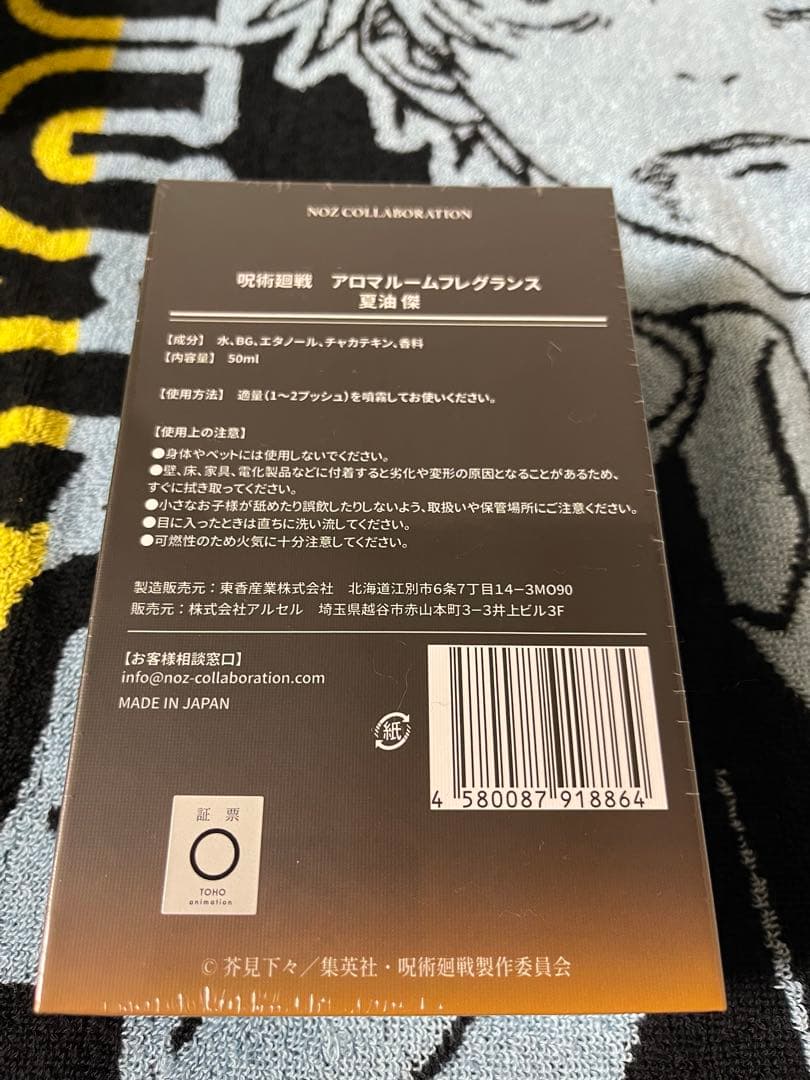 NOZ COLLABORATION
呪術廻戦　アロマルームフレグランス
夏油 傑
【成分】 水、BG、エタノール、チャカテキン、香料
【内容量】 50ml
【使用方法】 適量（1～2プッシュ）を噴霧してお使いください。
【使用上の注意】
●身体やペットには使用しないでください。
●壁、床、家具、電化製品などに付着すると劣化や変形の原因となることがあるため、
すぐに拭き取ってください。
●小さなお子様が舐めたり誤飲したりしないよう、取扱いや保管場所にご注意ください。
●目に入ったときは直ちに洗い流してください。
●可燃性のため火気に十分注意してください。
製造販売元：東香産業株式会社　北海道江別市6条7丁目14－3MO90
販売元：株式会社アルセル　埼玉県越谷市赤山本町3－3井上ビル3F
【お客様相談窓口】
info@noz-collaboration.com
MADE IN JAPAN
紙
4 580087 918864
証 票
TOHO
animation
© 芥見下々／集英社・呪術廻戦製作委員会